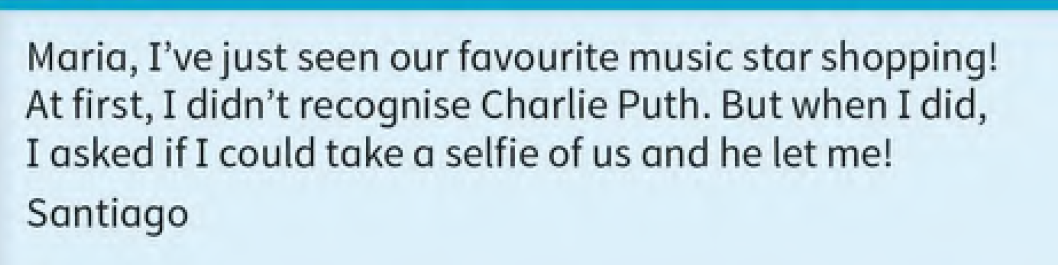 Maria, I've just seen our favourite music star shopping!
At first, I didn't recognise Charlie Puth. But when I did,
I asked if I could take a selfie of us and he let me!
Santiago